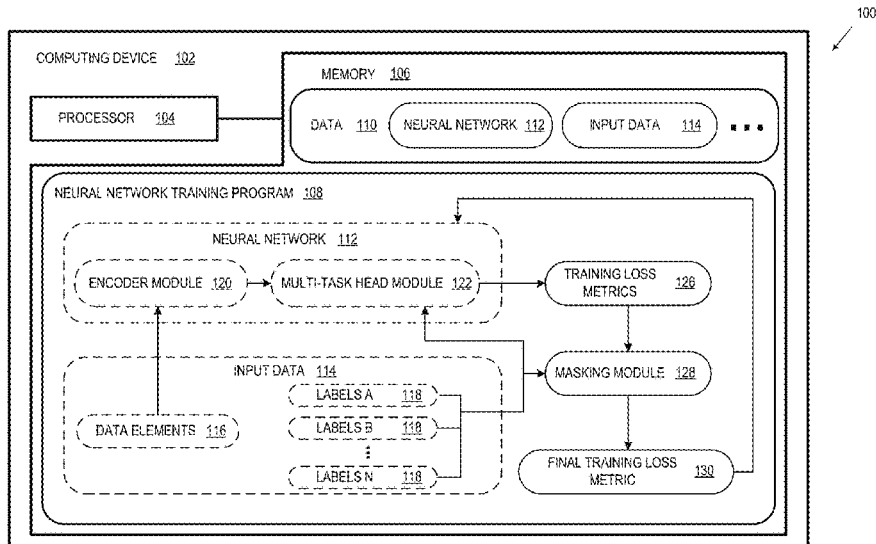 100
COMPUTING DEVICE 102
MEMORY 106
PROCESSOR 104
DATA 110
NEURAL NETWORK 112
INPUT DATA 114
NEURAL NETWORK TRAINING PROGRAM 108
NEURAL NETWORK 112
ENCODER MODULE 120
MULTI-TASK HEAD MODULE 122
TRAINING LOSS
METRICS 126
INPUT DATA 114
MASKING MODULE 128
LABELS A 118
DATA ELEMENTS 116
LABELS B 118
LABELS N 118
FINAL TRAINING LOSS
METRIC 130